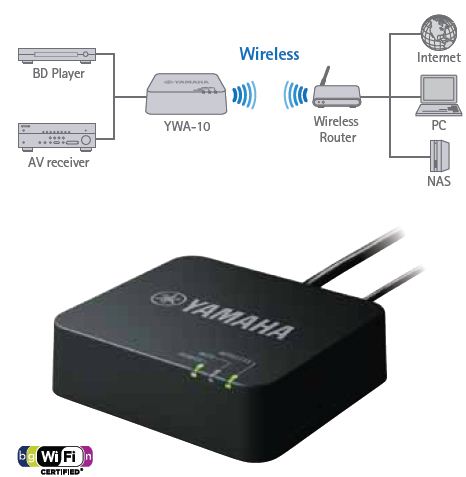 Wireless
BD Player
YAMAHA
YWA-10
AV receiver
Wireless
Router
Internet
PC
NAS
YAMAHA
b g Wi Fi n
CERTIFIED